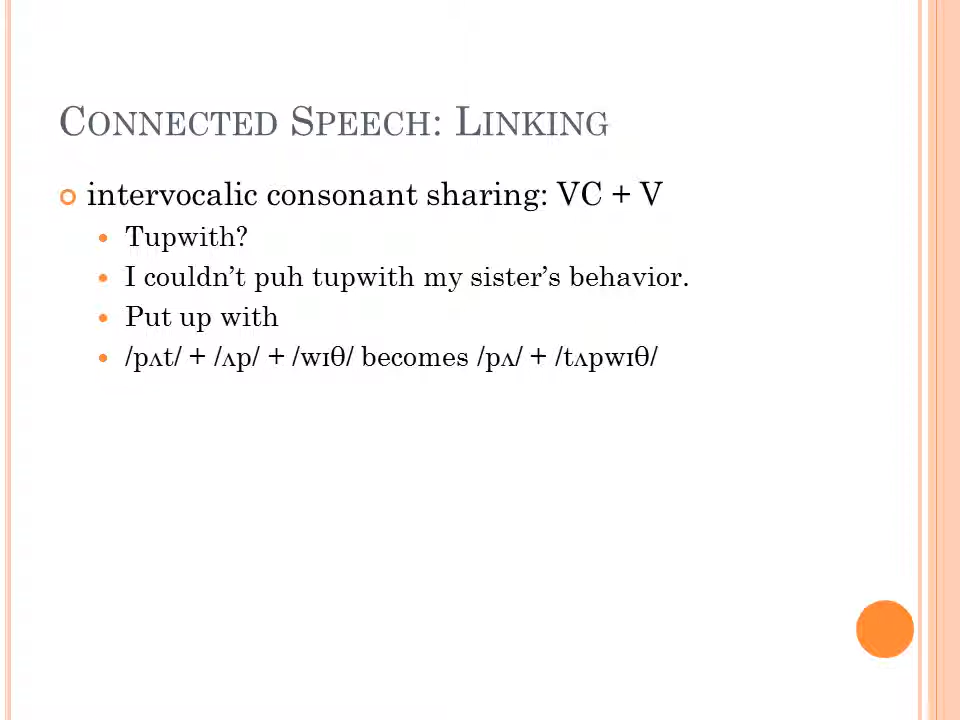 Connected Speech: Linking
intervocalic consonant sharing: VC + V
Tupwith?
I couldn’t puh tupwith my sister’s behavior.
Put up with
/pʌt/ + /ʌp/ + /wɪθ/ becomes /pʌ/ + /tʌpwɪθ/